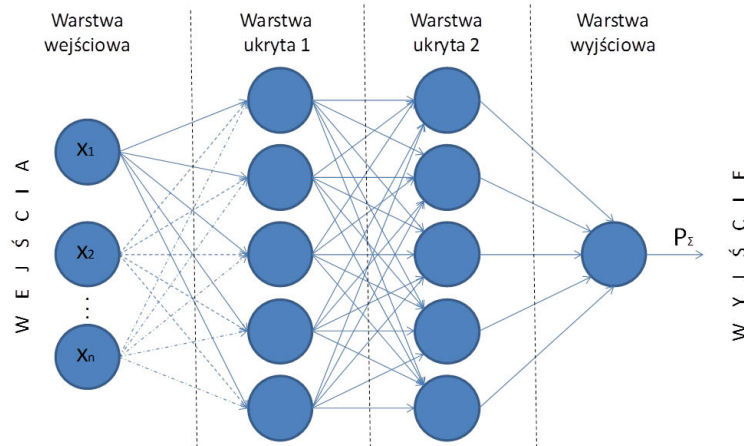 Warstwa
wejściowa
Warstwa
ukryta 1
Warstwa
ukryta 2
Warstwa
wyjściowa
W E J Ś C I A
X1
X2
...
Xn
PΣ
W Y J Ś C I E